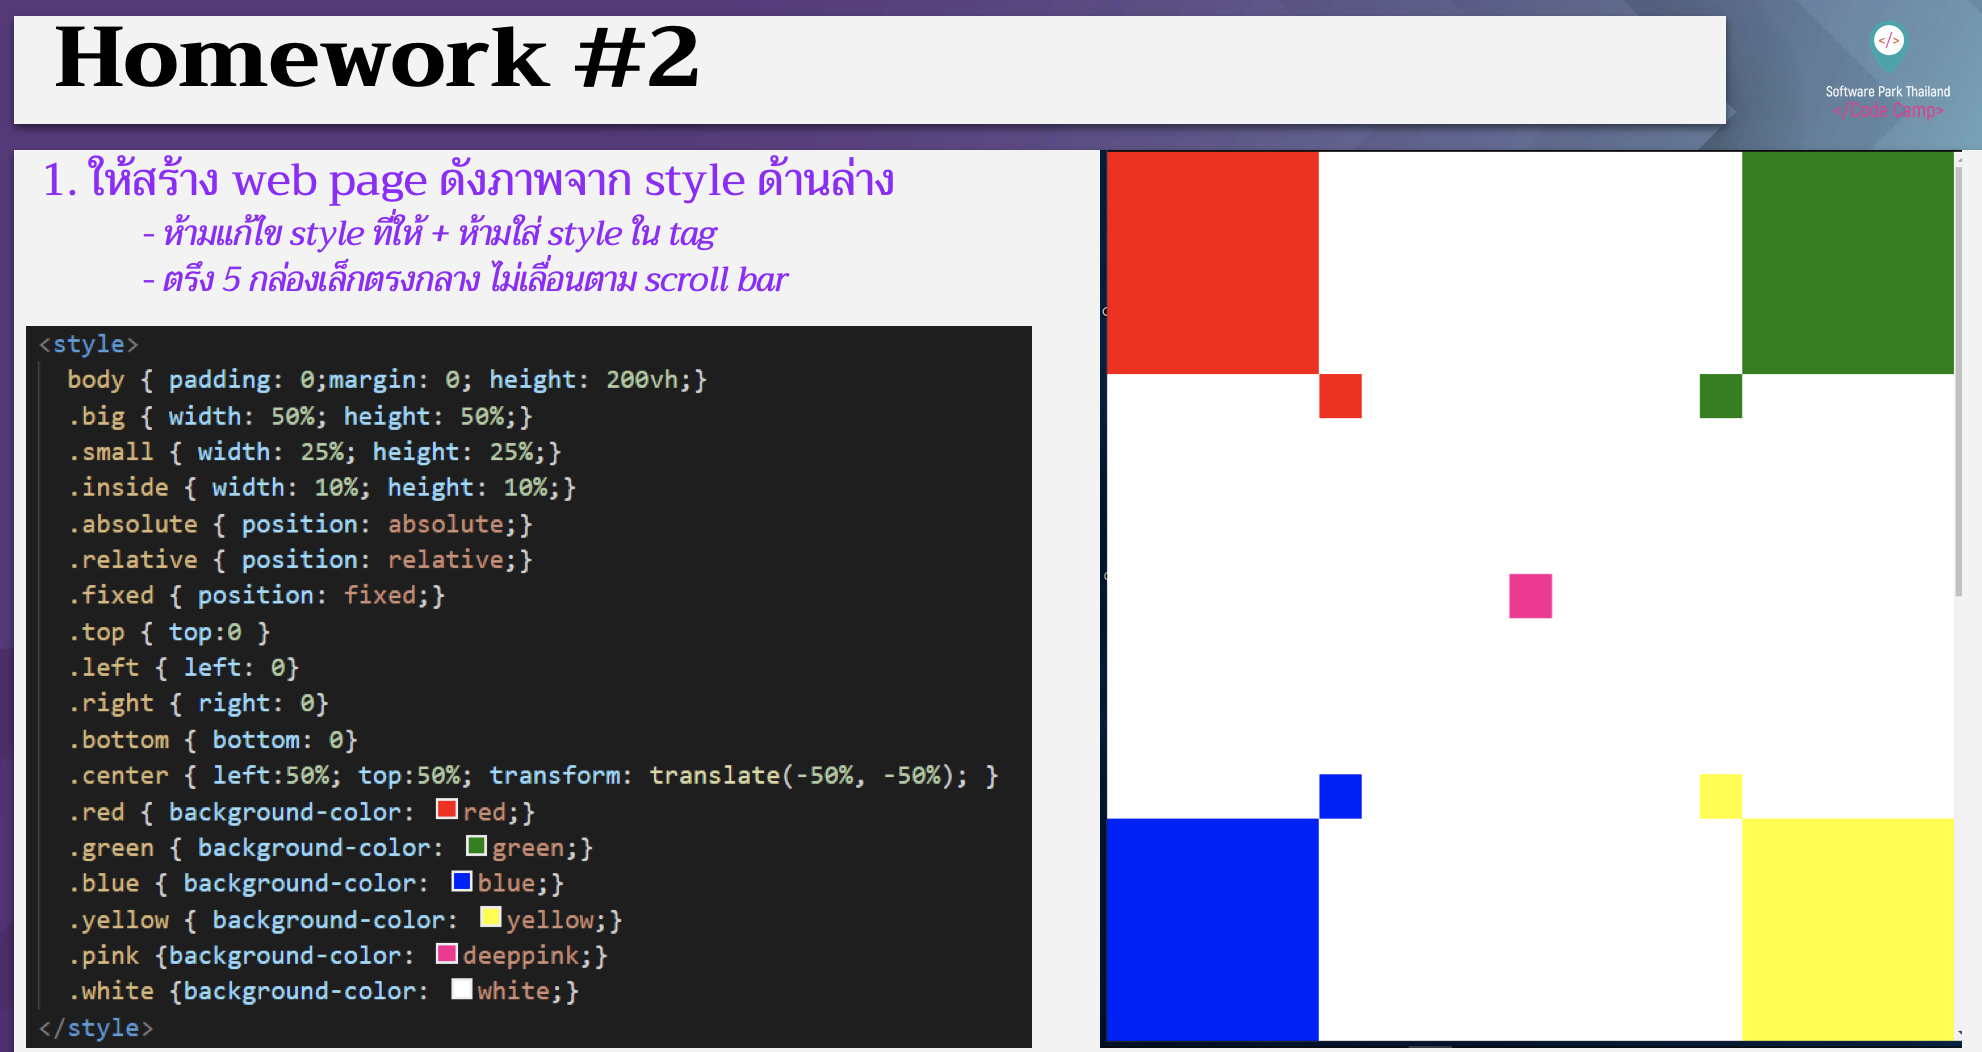 Homework #2
</>
Software Park Thailand
</Code Camp>
1. ให้สร้าง web page ดังภาพจาก style ด้านล่าง
- ห้ามแก้ไข style ที่ให้ + ห้ามใส่ style ใน tag
- ตรึง 5 กล่องเล็กตรงกลาง ไม่เลื่อนตาม scroll bar
<style>
body { padding: 0;margin: 0; height: 200vh;}
.big { width: 50%; height: 50%;}
.small { width: 25%; height: 25%;}
.inside { width: 10%; height: 10%;}
.absolute { position: absolute;}
.relative { position: relative;}
.fixed { position: fixed;}
.top { top:0 }
.left { left: 0}
.right { right: 0}
.bottom { bottom: 0}
.center { left:50%; top:50%; transform: translate(-50%, -50%); }
.red { background-color: red;}
.green { background-color: green;}
.blue { background-color: blue;}
.yellow { background-color: yellow;}
.pink {background-color: deeppink;}
.white {background-color: white;}
</style>